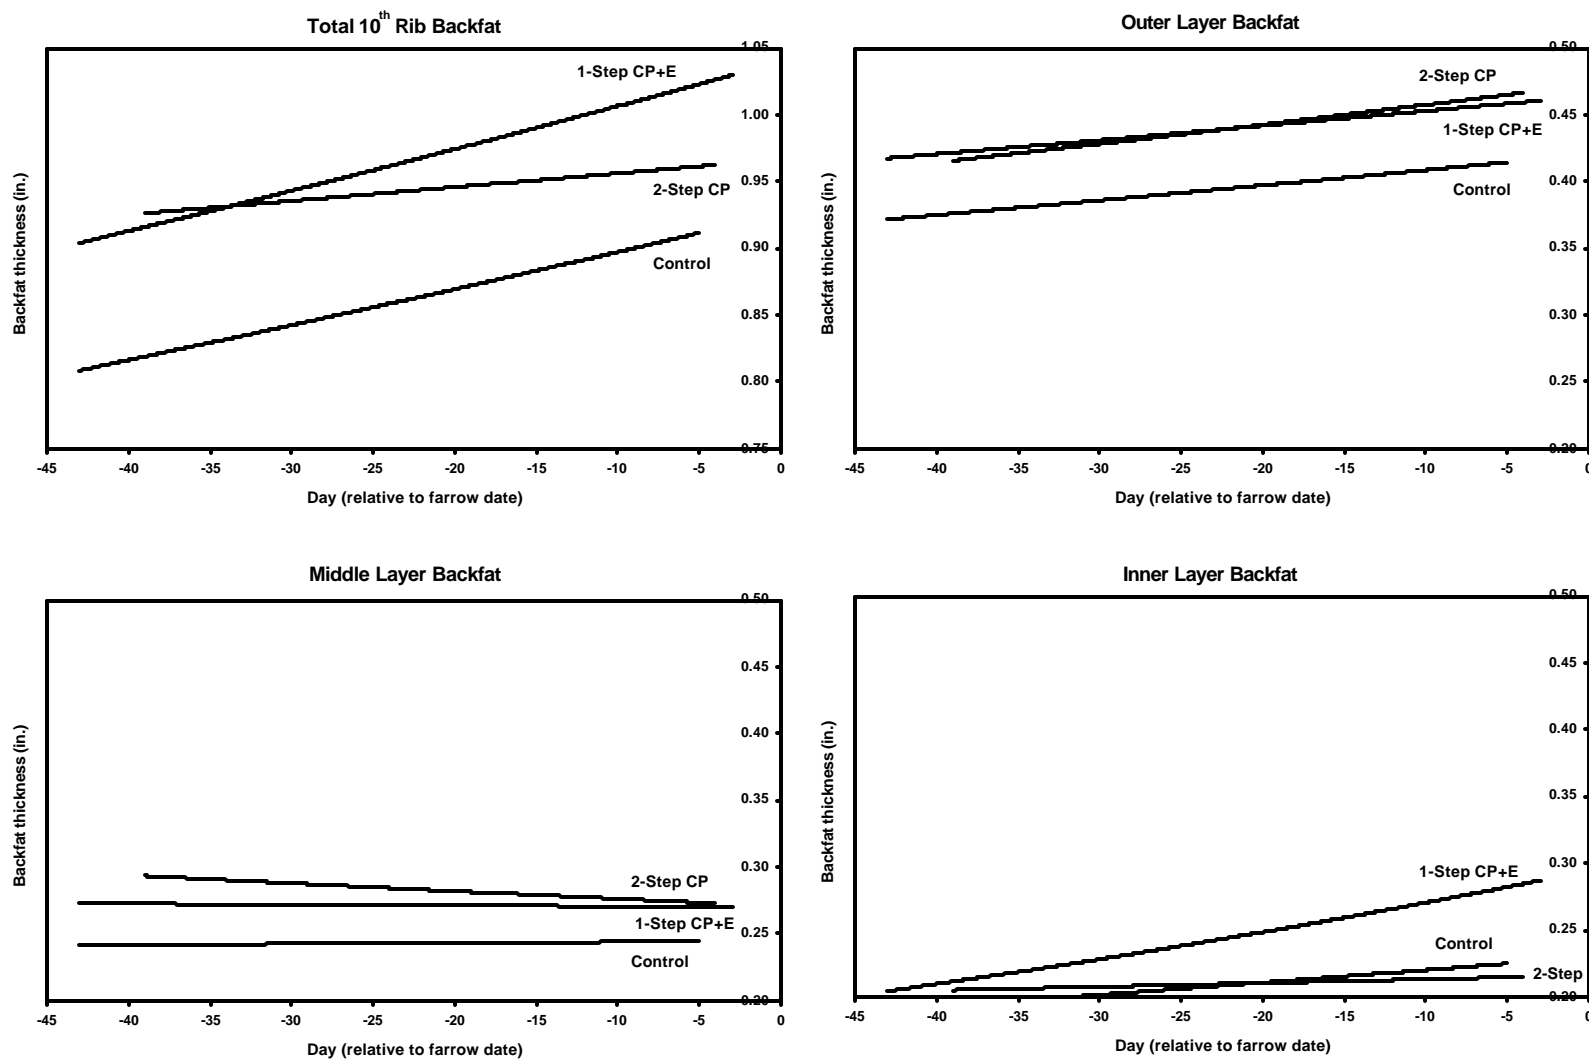 Total 10th Rib Backfat
1.05
1-Step CP+E
1.00
0.95
2-Step CP
0.90
Control
0.85
0.80
0.75
-45 -40 -35 -30 -25 -20 -15 -10 -5 0
Backfat thickness (in.)
Day (relative to farrow date)
Outer Layer Backfat
0.50
2-Step CP
0.45
1-Step CP+E
0.40
Control
0.35
0.30
0.25
0.20
-45 -40 -35 -30 -25 -20 -15 -10 -5 0
Backfat thickness (in.)
Day (relative to farrow date)
Middle Layer Backfat
0.50
0.45
0.40
0.35
0.30
2-Step CP
1-Step CP+E
0.25
Control
0.20
-45 -40 -35 -30 -25 -20 -15 -10 -5 0
Backfat thickness (in.)
Day (relative to farrow date)
Inner Layer Backfat
0.50
0.45
0.40
0.35
0.30
1-Step CP+E
0.25
Control
2-Step
0.20
-45 -40 -35 -30 -25 -20 -15 -10 -5 0
Backfat thickness (in.)
Day (relative to farrow date)